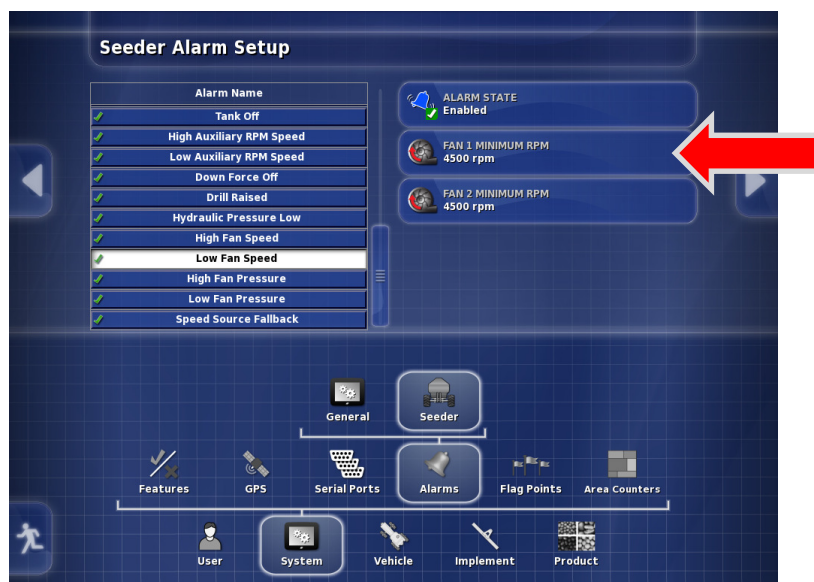 Seeder Alarm Setup
Alarm Name
Tank Off
High Auxiliary RPM Speed
Low Auxiliary RPM Speed
Down Force Off
Drill Raised
Hydraulic Pressure Low
High Fan Speed
Low Fan Speed
High Fan Pressure
Low Fan Pressure
Speed Source Fallback
ALARM STATE
Enabled
FAN 1 MINIMUM RPM
4500 rpm
FAN 2 MINIMUM RPM
4500 rpm
General
Seeder
Features
GPS
Serial Ports
Alarms
Flag Points
Area Counters
User
System
Vehicle
Implement
Product